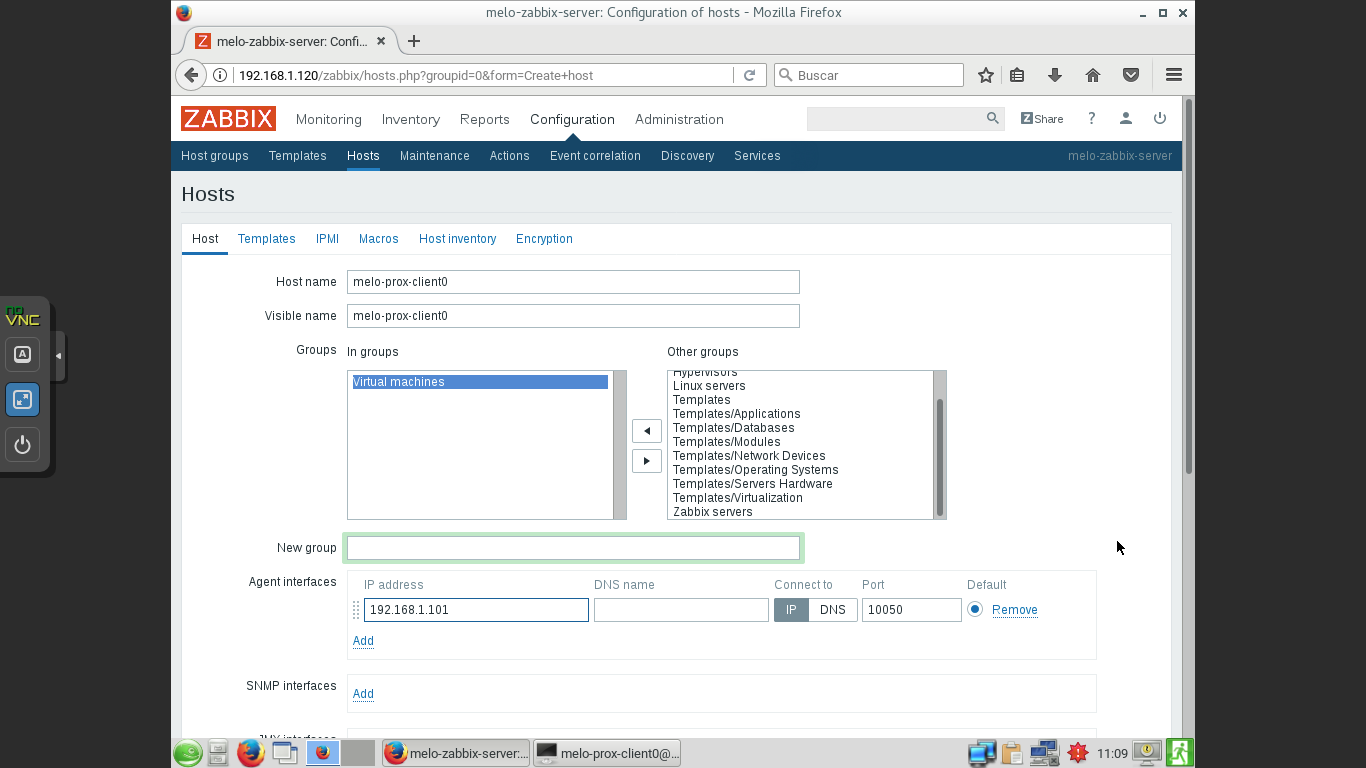 melo-zabbix-server: Configuration of hosts - Mozilla Firefox
melo-zabbix-server: Confi...
192.168.1.120/zabbix/hosts.php?groupid=0&form=Create+host
Buscar
ZABBIX
Monitoring Inventory Reports Configuration Administration
Z Share ?
Host groups Templates Hosts Maintenance Actions Event correlation Discovery Services melo-zabbix-server
Hosts
Host Templates IPMI Macros Host inventory Encryption
Host name melo-prox-client0
Visible name melo-prox-client0
Groups In groups Other groups
Virtual machines
Hypervisors
Linux servers
Templates
Templates/Applications
Templates/Databases
Templates/Modules
Templates/Network Devices
Templates/Operating Systems
Templates/Servers Hardware
Templates/Virtualization
Zabbix servers
no
VNC
A
New group
Agent interfaces IP address DNS name Connect to Port Default
192.168.1.101 IP DNS 10050 Remove
Add
SNMP interfaces Add
JMX interfaces
melo-zabbix-server:... melo-prox-client0@... 11:09